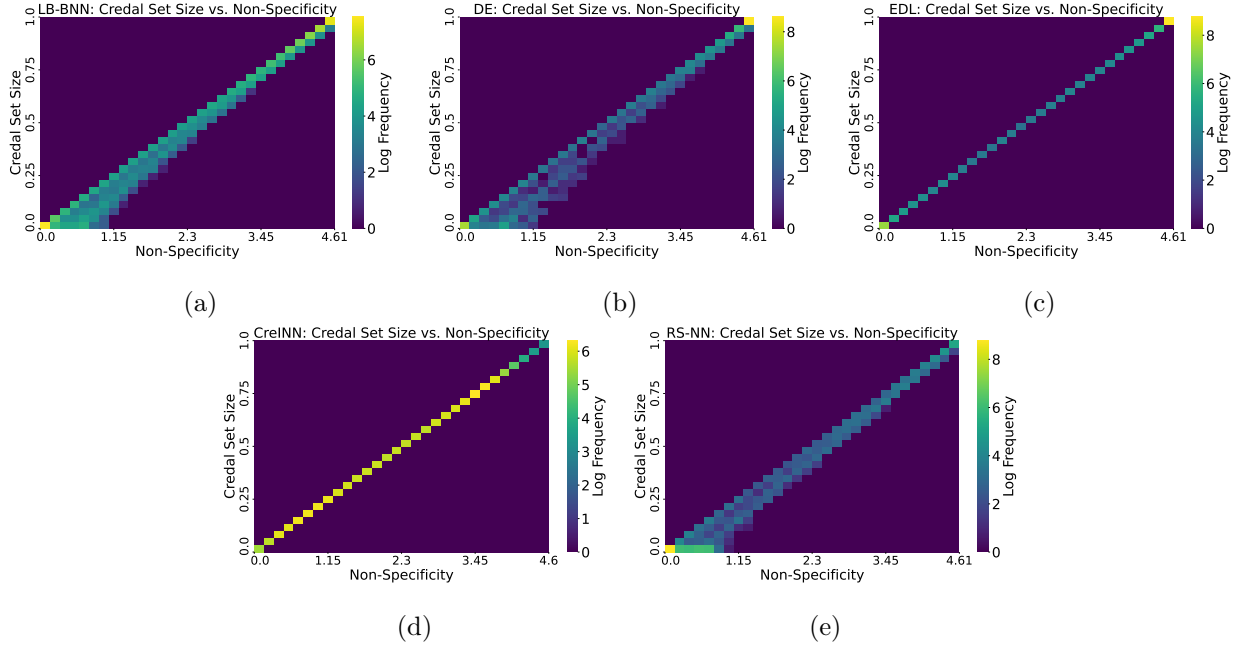 LB-BNN: Credal Set Size vs. Non-Specificity
Credal Set Size
1.0
0.75
0.5
0.25
0.0
0.0 1.15 2.3 3.45 4.61
Non-Specificity
6
4
2
0
Log Frequency
(a)
DE: Credal Set Size vs. Non-Specificity
Credal Set Size
1.0
0.75
0.5
0.25
0.0
0.0 1.15 2.3 3.45 4.61
Non-Specificity
8
6
4
2
0
Log Frequency
(b)
EDL: Credal Set Size vs. Non-Specificity
Credal Set Size
1.0
0.75
0.5
0.25
0.0
0.0 1.15 2.3 3.45 4.61
Non-Specificity
8
6
4
2
0
Log Frequency
(c)
CreINN: Credal Set Size vs. Non-Specificity
Credal Set Size
1.0
0.75
0.5
0.25
0.0
0.0 1.15 2.3 3.45 4.6
Non-Specificity
6
5
4
3
2
1
0
Log Frequency
(d)
RS-NN: Credal Set Size vs. Non-Specificity
Credal Set Size
1.0
0.75
0.5
0.25
0.0
0.0 1.15 2.3 3.45 4.61
Non-Specificity
8
6
4
2
0
Log Frequency
(e)